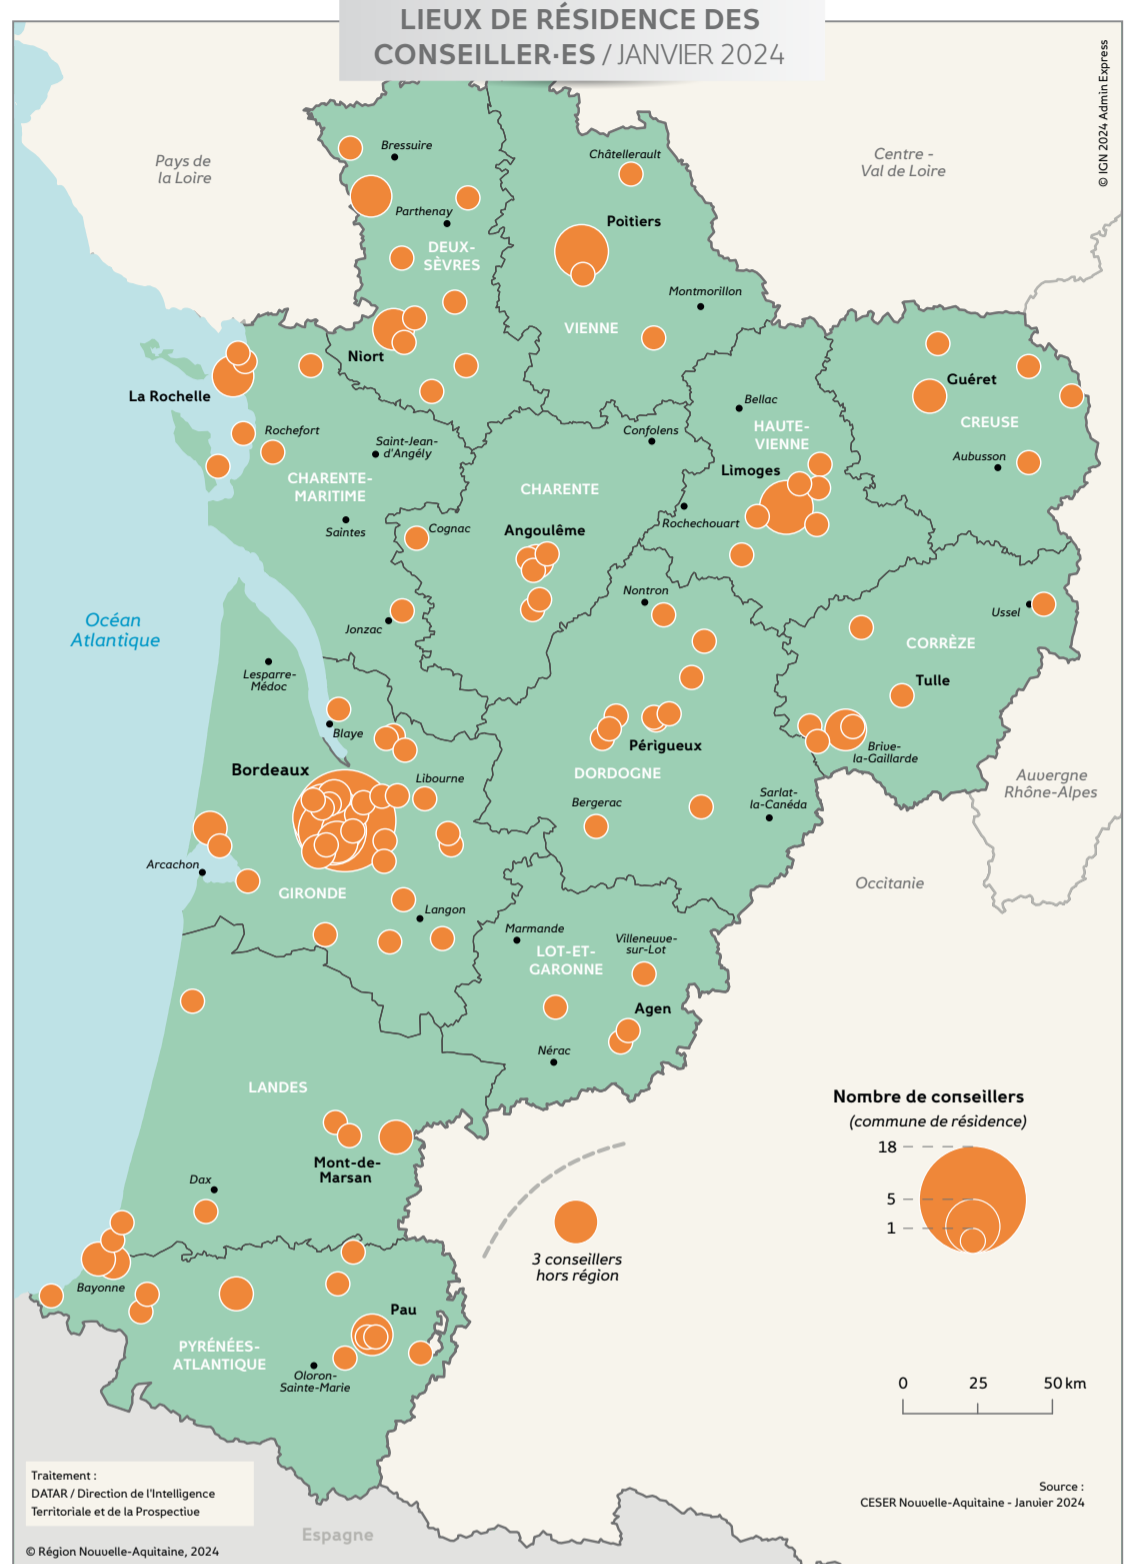 LIEUX DE RÉSIDENCE DES
CONSEILLER·ES / JANVIER 2024
© IGN 2024 Admin Express
Pays de
la Loire
Centre -
Val de Loire
Bressuire
Châtellerault
Parthenay
Poitiers
DEUX-
SÈVRES
Montmorillon
VIENNE
Niort
La Rochelle
Guéret
Bellac
CREUSE
Rochefort
Confolens
HAUTE-
VIENNE
Saint-Jean-
d'Angély
Aubusson
Limoges
CHARENTE-
MARITIME
CHARENTE
Rochechouart
Saintes
Cognac
Angoulême
Nontron
Ussel
Océan
Atlantique
Jonzac
CORRÈZE
Lesparre-
Médoc
Tulle
Blaye
Périgueux
Brive-
la-Gaillarde
Bordeaux
Libourne
DORDOGNE
Auvergne
Rhône-Alpes
Bergerac
Sarlat-
la-Canéda
Arcachon
GIRONDE
Occitanie
Langon
Marmande
Villeneuve-
sur-Lot
LOT-ET-
GARONNE
Agen
Nérac
LANDES
Nombre de conseillers
(commune de résidence)
18
5
1
Mont-de-
Marsan
Dax
3 conseillers
hors région
Bayonne
Pau
PYRÉNÉES-
ATLANTIQUE
Oloron-
Sainte-Marie
0 25 50 km
Traitement :
DATAR / Direction de l'Intelligence
Territoriale et de la Prospective
Source :
CESER Nouvelle-Aquitaine - Janvier 2024
Espagne
© Région Nouvelle-Aquitaine, 2024